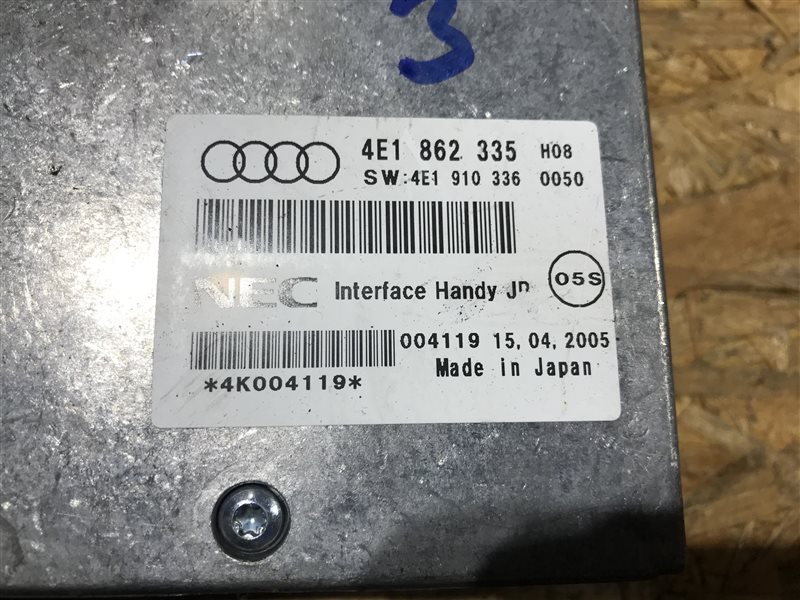 3
4E1 862 335 H08
SW:4E1 910 336 0050
NEC Interface Handy JP 05S
004119 15, 04, 2005
*4K004119* Made in Japan